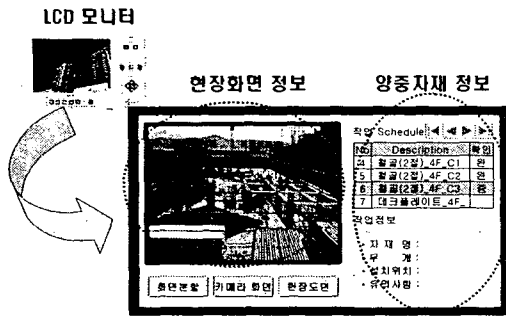 LCD 모니터
현장화면 정보
양중자재 정보
작업 Schedule
No Description 확인
4 철골(2절)_4F_C1 완
5 철골(2절)_4F_C2 완
6 철골(2절)_4F_C3 중
7 데크플레이트_4F_
작업정보
· 자 재 명 :
무 게 :
· 설치위치 :
· 유의사항 :
화면분할 카메라 화면 현장도면